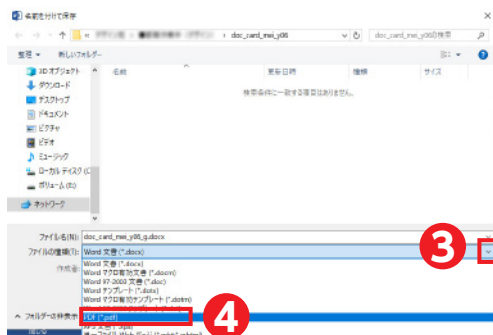 名前を付けて保存
« doc_card_mei_y06
doc_card_mei_y06の検索
整理 新しいフォルダー
3D オブジェクト
ダウンロード
デスクトップ
ドキュメント
ピクチャ
ビデオ
ミュージック
ローカル ディスク (C
ボリューム (D:)
ネットワーク
名前 更新日時 種類 サイズ
検索条件に一致する項目はありません。
ファイル名(N): doc_card_mei_y06_g.docx
ファイルの種類(T): Word 文書 (*.docx)
作成者:
Word 文書 (*.docx)
Word マクロ有効文書 (*.docm)
Word 97-2003 文書 (*.doc)
Word テンプレート (*.dotx)
Word マクロ有効テンプレート (*.dotm)
フォルダーの非表示
PDF (*.pdf)
3
4